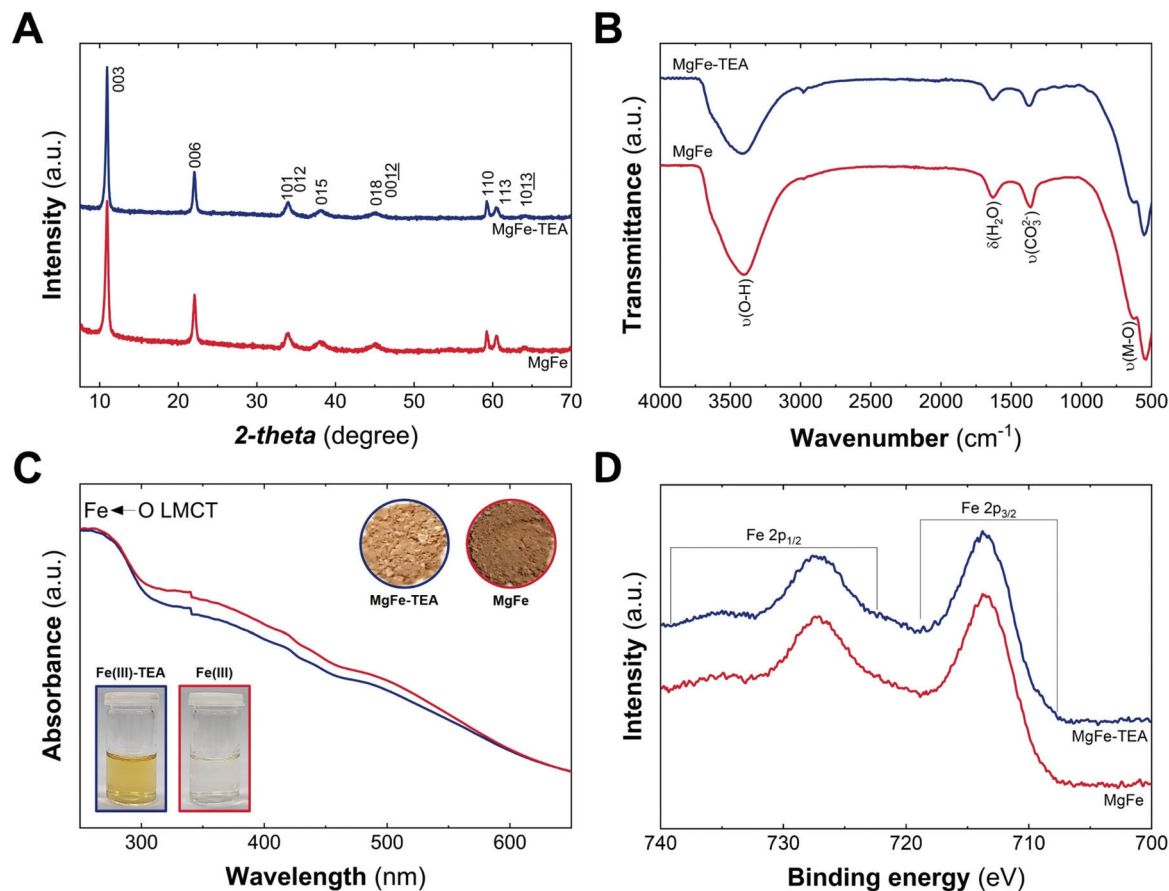 A
003
006
101
012
015
018
0012
110
113
1013
MgFe-TEA
MgFe
Intensity (a.u.)
10 20 30 40 50 60 70
2-theta (degree)
B
MgFe-TEA
MgFe
υ(O-H)
δ(H₂O)
υ(CO₃²⁻)
υ(M-O)
Transmittance (a.u.)
4000 3500 3000 2500 2000 1500 1000 500
Wavenumber (cm⁻¹)
C
Fe←O LMCT
MgFe-TEA
MgFe
Fe(III)-TEA
Fe(III)
Absorbance (a.u.)
300 400 500 600
Wavelength (nm)
D
Fe 2p₃/₂
Fe 2p₁/₂
MgFe-TEA
MgFe
Intensity (a.u.)
740 730 720 710 700
Binding energy (eV)